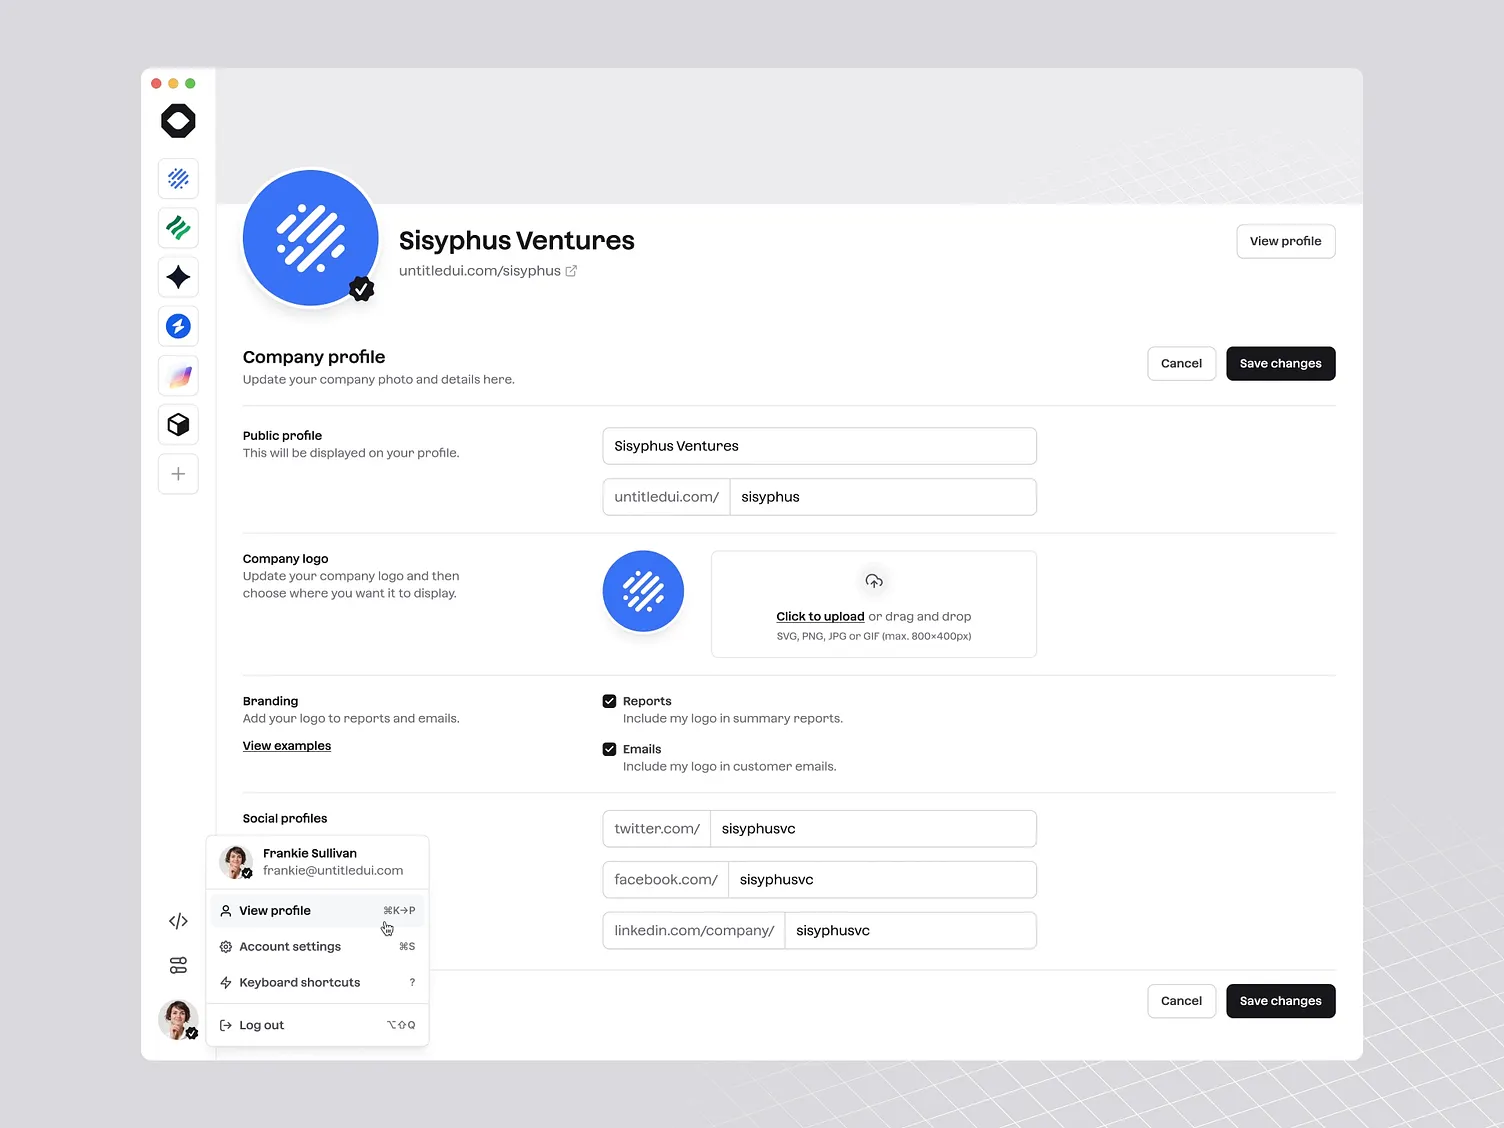 Sisyphus Ventures
untitledui.com/sisyphus
View profile
Company profile
Update your company photo and details here.
Cancel
Save changes
Public profile
This will be displayed on your profile.
Sisyphus Ventures
untitledui.com/ sisyphus
Company logo
Update your company logo and then
choose where you want it to display.
Click to upload or drag and drop
SVG, PNG, JPG or GIF (max. 800×400px)
Branding
Add your logo to reports and emails.
View examples
Reports
Include my logo in summary reports.
Emails
Include my logo in customer emails.
Social profiles
twitter.com/ sisyphusvc
facebook.com/ sisyphusvc
linkedin.com/company/ sisyphusvc
Frankie Sullivan
frankie@untitledui.com
View profile ⌘K→P
Account settings ⌘S
Keyboard shortcuts ?
Log out ⌥⇧Q
Cancel
Save changes